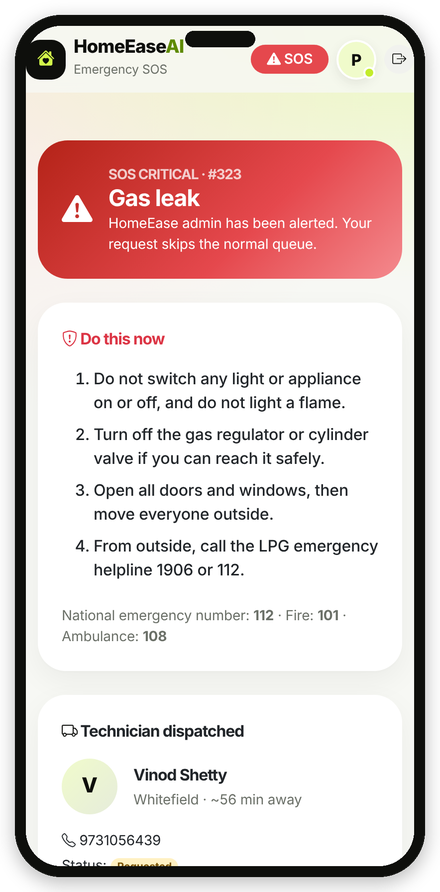 HomeEaseAI
Emergency SOS
SOS
P
SOS CRITICAL · #323
Gas leak
HomeEase admin has been alerted. Your
request skips the normal queue.
Do this now
1. Do not switch any light or appliance
on or off, and do not light a flame.
2. Turn off the gas regulator or cylinder
valve if you can reach it safely.
3. Open all doors and windows, then
move everyone outside.
4. From outside, call the LPG emergency
helpline 1906 or 112.
National emergency number: 112 · Fire: 101 ·
Ambulance: 108
Technician dispatched
V
Vinod Shetty
Whitefield · ~56 min away
9731056439
Status: Requested